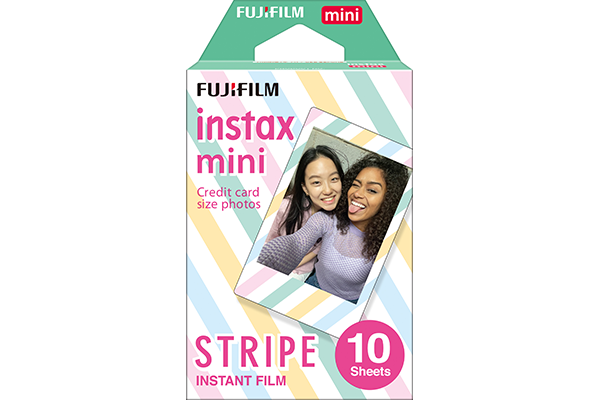 FUJIFILM mini
FUJIFILM
instax
mini
Credit card
size photos
STRIPE
INSTANT FILM
10
Sheets